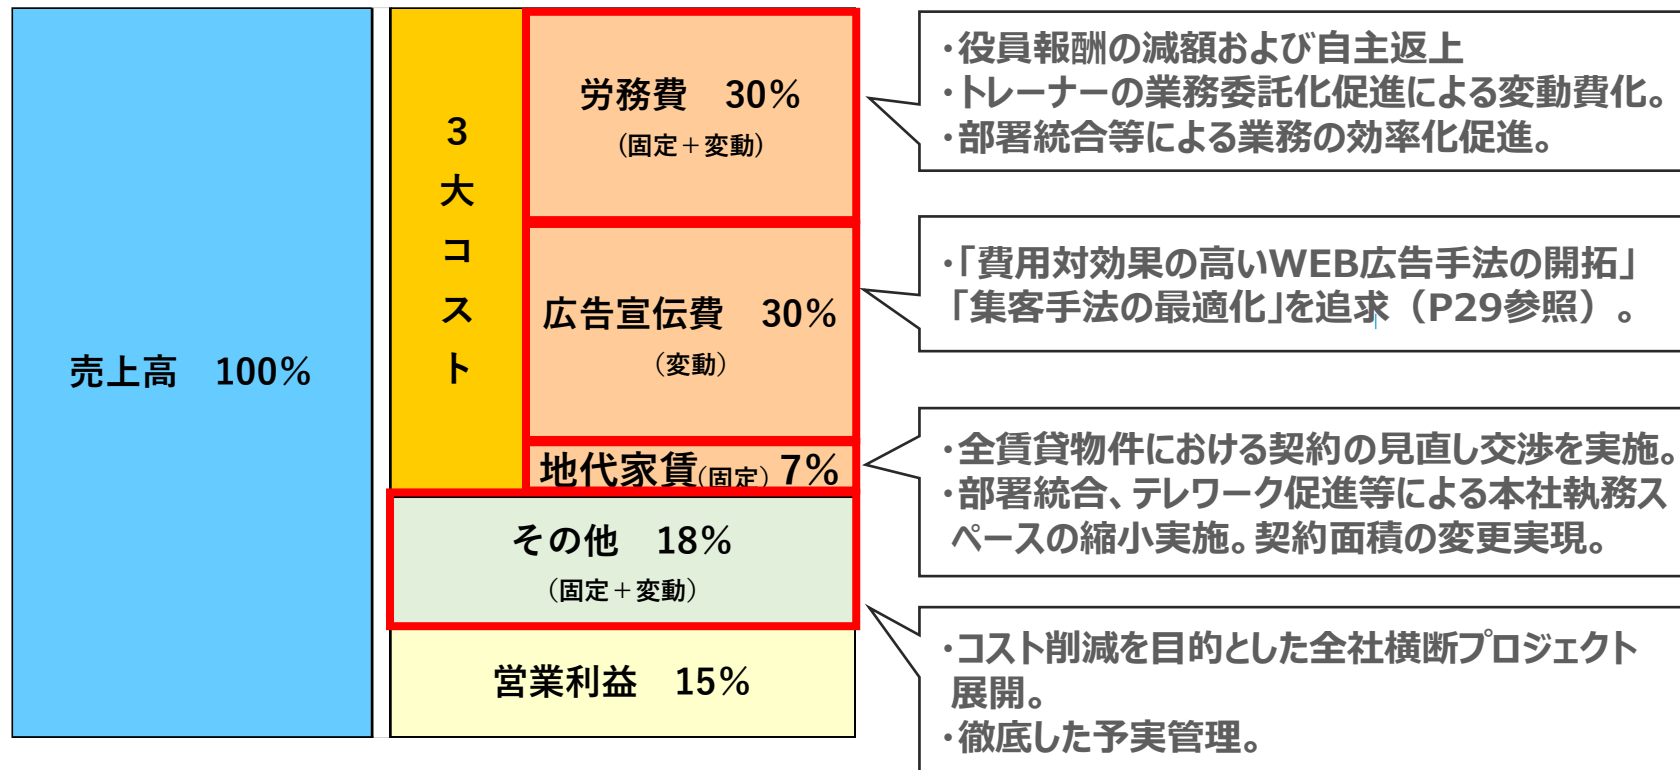 売上高 100%
3大コスト
労務費 30%
(固定＋変動)
広告宣伝費 30%
(変動)
地代家賃(固定) 7%
その他 18%
(固定＋変動)
営業利益 15%
・役員報酬の減額および自主返上
・トレーナーの業務委託化促進による変動費化。
・部署統合等による業務の効率化促進。
・「費用対効果の高いWEB広告手法の開拓」
「集客手法の最適化」を追求（P29参照）。
・全賃貸物件における契約の見直し交渉を実施。
・部署統合、テレワーク促進等による本社執務ス
ペースの縮小実施。契約面積の変更実現。
・コスト削減を目的とした全社横断プロジェクト
展開。
・徹底した予実管理。